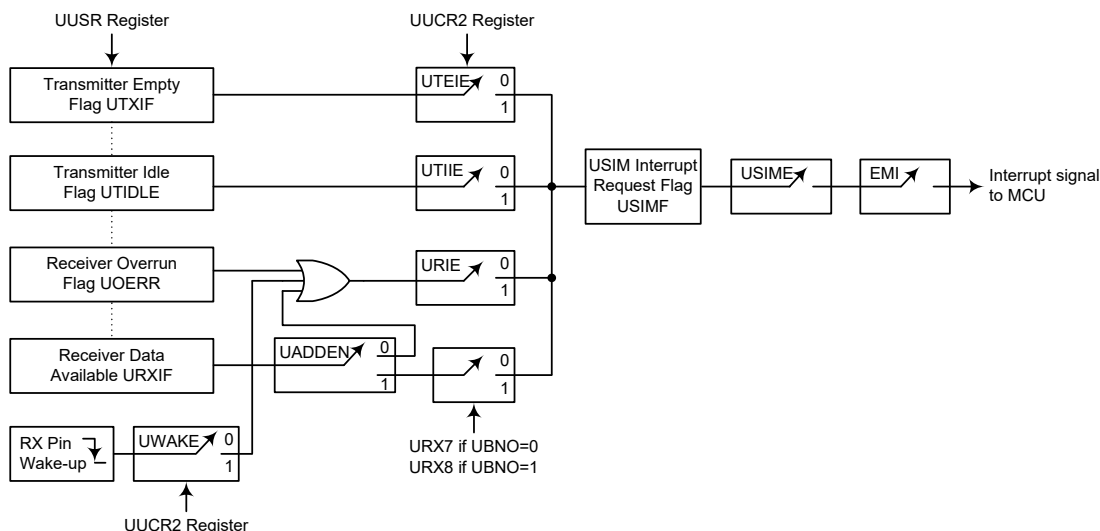 UUSR Register
UUCR2 Register
Transmitter Empty
Flag UTXIF
UTEIE
0
1
Transmitter Idle
Flag UTIDLE
UTIIE
0
1
USIM Interrupt
Request Flag
USIMF
USIME
EMI
Interrupt signal
to MCU
Receiver Overrun
Flag UOERR
URIE
0
1
Receiver Data
Available URXIF
UADDEN
0
1
0
1
RX Pin
Wake-up
UWAKE
0
1
URX7 if UBNO=0
URX8 if UBNO=1
UUCR2 Register